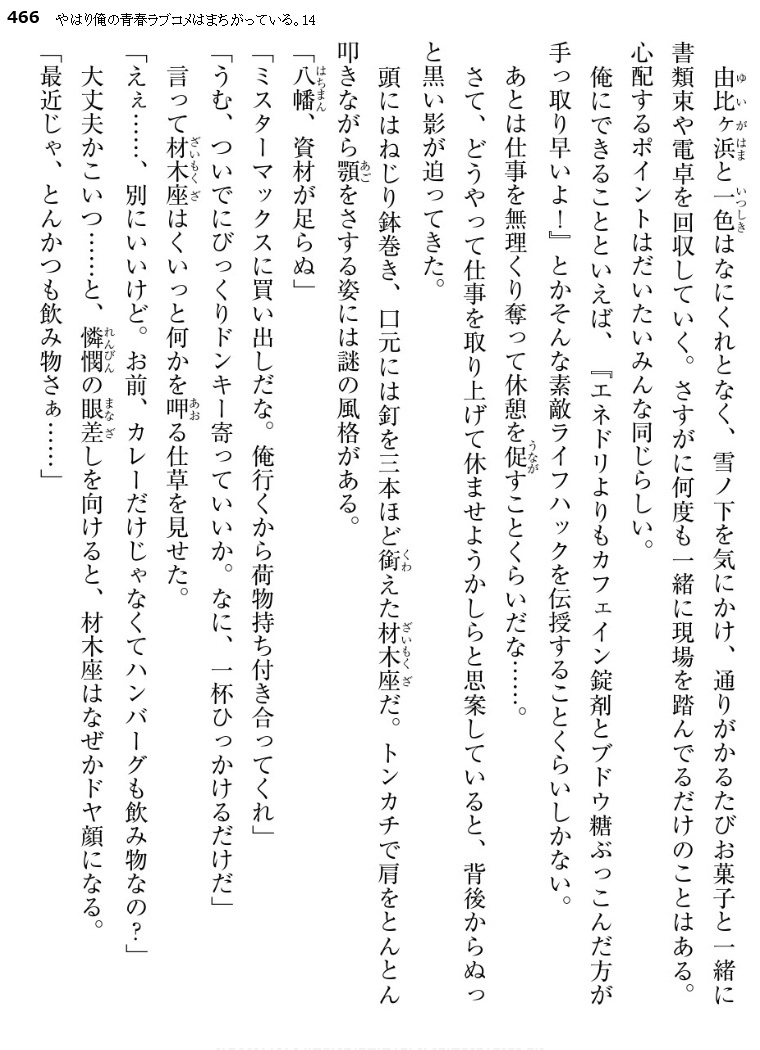 466 やはり俺の青春ラブコメはまちがっている。14
由比ヶ浜と一色はなにくれとなく、雪ノ下を気にかけ、通りがかるたびお菓子と一緒に
書類束や電卓を回収していく。さすがに何度も一緒に現場を踏んでるだけのことはある。
心配するポイントはだいたいみんな同じらしい。
俺にできることといえば、『エネドリよりもカフェイン錠剤とブドウ糖ぶっこんだ方が
手っ取り早いよ！』とかそんな素敵ライフハックを伝授することくらいしかない。
あとは仕事を無理くり奪って休憩を促すことくらいだな……。
さて、どうやって仕事を取り上げて休ませようかしらと思案していると、背後からぬっ
と黒い影が迫ってきた。
頭にはねじり鉢巻き、口元には釘を三本ほど銜えた材木座だ。トンカチで肩をとんとん
叩きながら顎をさする姿には謎の風格がある。
「八幡、資材が足らぬ」
「ミスターマックスに買い出しだな。俺行くから荷物持ち付き合ってくれ」
「うむ、ついでにびっくりドンキー寄っていいか。なに、一杯ひっかけるだけだ」
言って材木座はくいっと何かを呷る仕草を見せた。
「えぇ……、別にいいけど。お前、カレーだけじゃなくてハンバーグも飲み物なの？」
大丈夫かこいつ……と、憐憫の眼差しを向けると、材木座はなぜかドヤ顔になる。
「最近じゃ、とんかつも飲み物さぁ……」